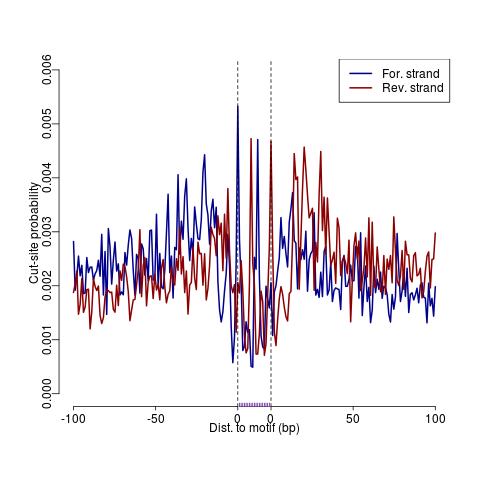 For. strand
Rev. strand
Cut-site probability
0.006
0.005
0.004
0.003
0.002
0.001
0.000
-100 -50 0 0 50 100
Dist. to motif (bp)